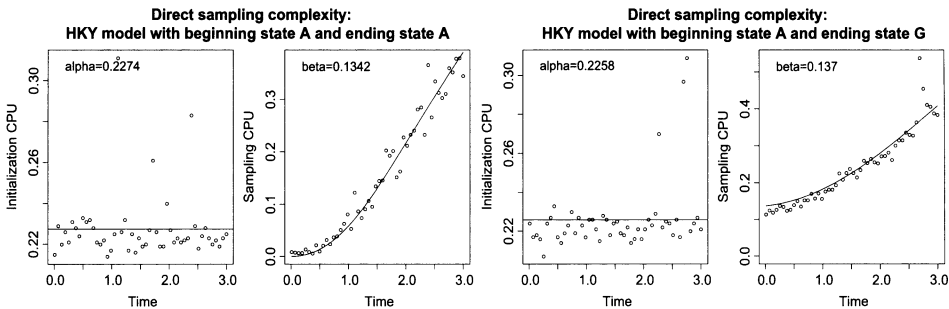 Direct sampling complexity:
HKY model with beginning state A and ending state A
alpha=0.2274
Initialization CPU
0.30
0.26
0.22
0.0 1.0 2.0 3.0
Time
beta=0.1342
Sampling CPU
0.3
0.2
0.1
0.0
0.0 1.0 2.0 3.0
Time
Direct sampling complexity:
HKY model with beginning state A and ending state G
alpha=0.2258
Initialization CPU
0.30
0.26
0.22
0.0 1.0 2.0 3.0
Time
beta=0.137
Sampling CPU
0.4
0.2
0.0
0.0 1.0 2.0 3.0
Time